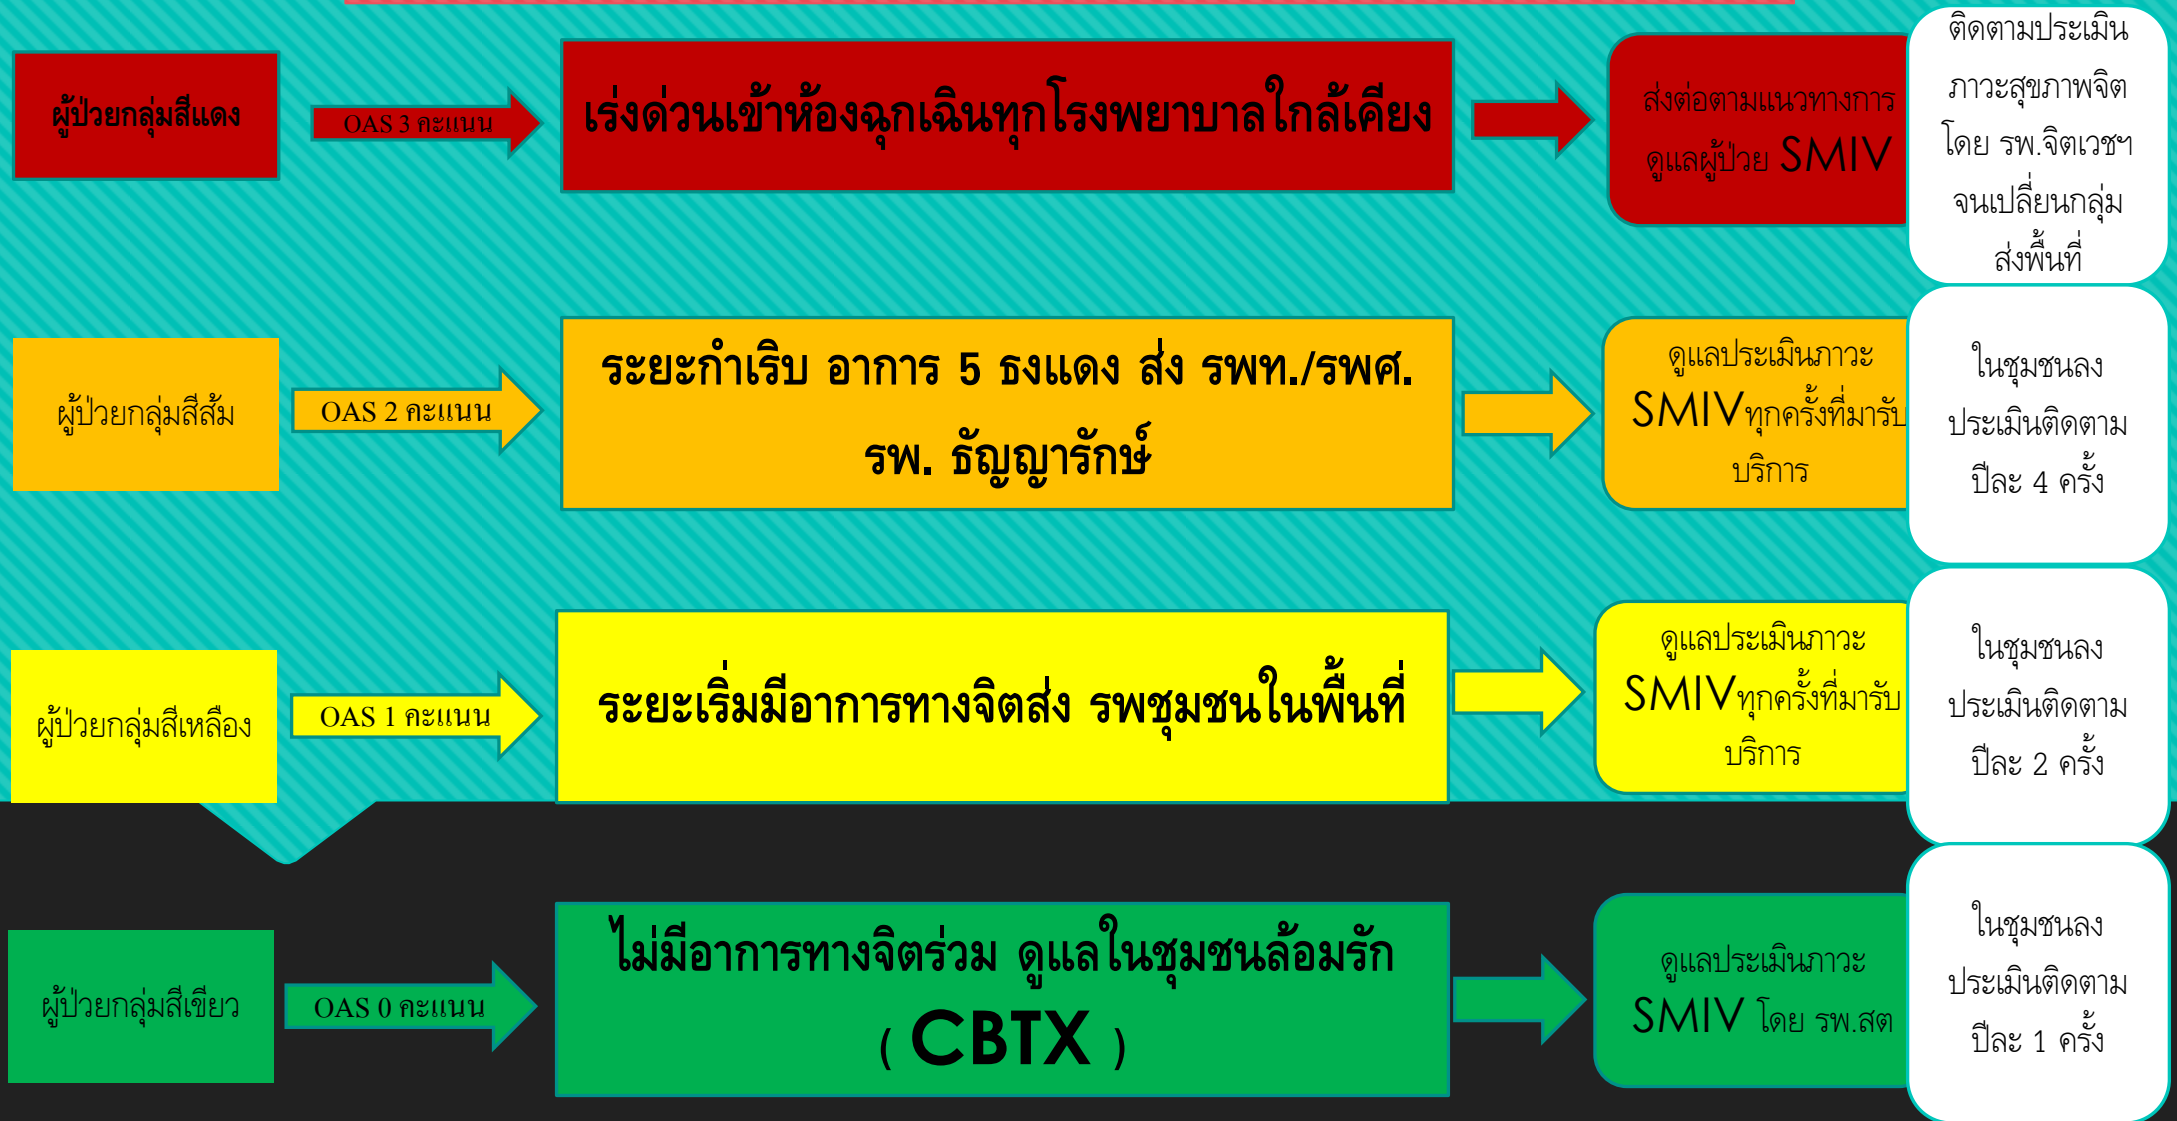 ผู้ป่วยกลุ่มสีแดง
OAS 3 คะแนน
เร่งด่วนเข้าห้องฉุกเฉินทุกโรงพยาบาลใกล้เคียง
ส่งต่อตามแนวทางการ
ดูแลผู้ป่วย SMIV
ติดตามประเมิน
ภาวะสุขภาพจิต
โดย รพ.จิตเวชฯ
จนเปลี่ยนกลุ่ม
ส่งพื้นที่
ผู้ป่วยกลุ่มสีส้ม
OAS 2 คะแนน
ระยะกำเริบ อาการ 5 ธงแดง ส่ง รพท./รพศ.
รพ. ธัญญารักษ์
ดูแลประเมินภาวะ
SMIVทุกครั้งที่มารับ
บริการ
ในชุมชนลง
ประเมินติดตาม
ปีละ 4 ครั้ง
ผู้ป่วยกลุ่มสีเหลือง
OAS 1 คะแนน
ระยะเริ่มมีอาการทางจิตส่ง รพชุมชนในพื้นที่
ดูแลประเมินภาวะ
SMIVทุกครั้งที่มารับ
บริการ
ในชุมชนลง
ประเมินติดตาม
ปีละ 2 ครั้ง
ผู้ป่วยกลุ่มสีเขียว
OAS 0 คะแนน
ไม่มีอาการทางจิตร่วม ดูแลในชุมชนล้อมรัก
( CBTX )
ดูแลประเมินภาวะ
SMIV โดย รพ.สต
ในชุมชนลง
ประเมินติดตาม
ปีละ 1 ครั้ง